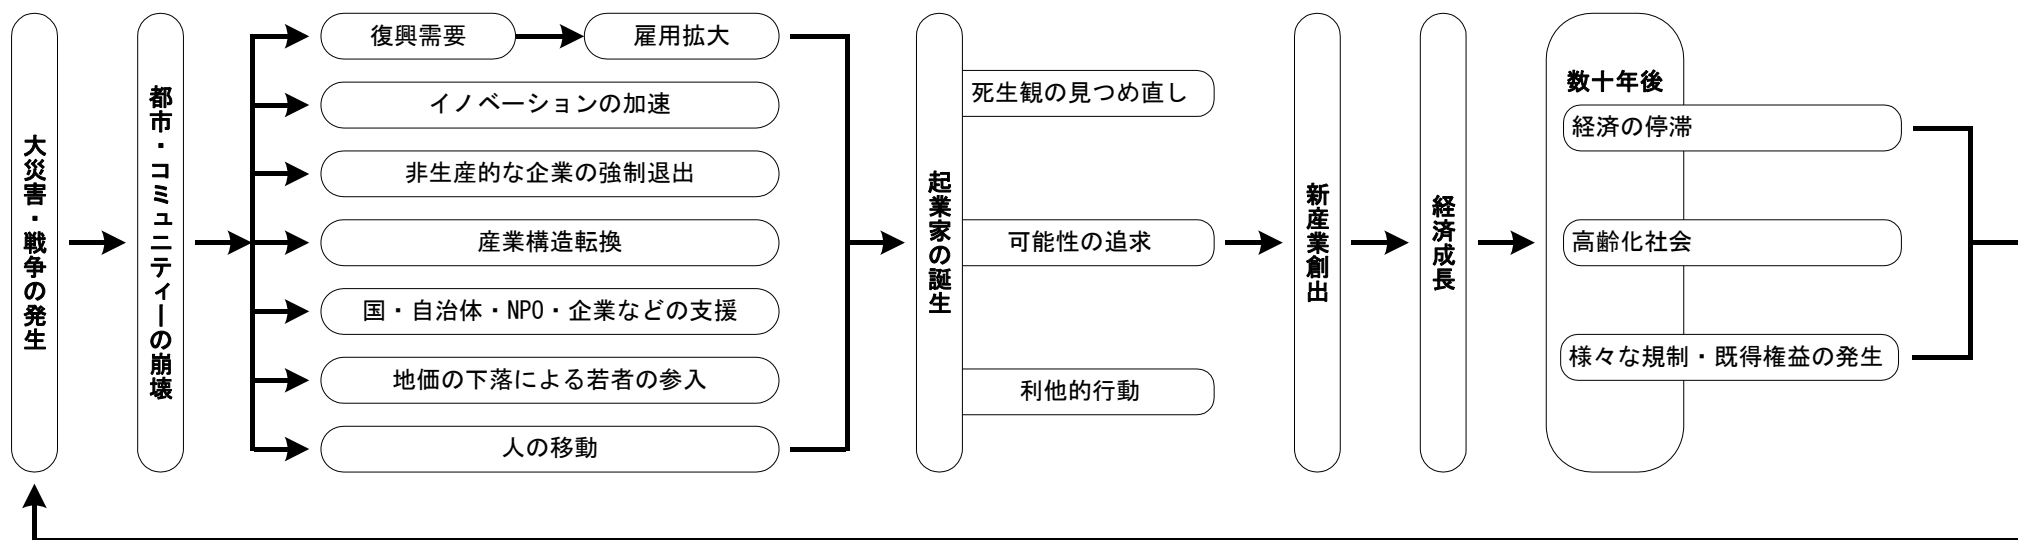 大災害・戦争の発生
都市・コミュニティーの崩壊
復興需要
雇用拡大
イノベーションの加速
非生産的な企業の強制退出
産業構造転換
国・自治体・NPO・企業などの支援
地価の下落による若者の参入
人の移動
起業家の誕生
死生観の見つめ直し
可能性の追求
利他的行動
新産業創出
経済成長
数十年後
経済の停滞
高齢化社会
様々な規制・既得権益の発生